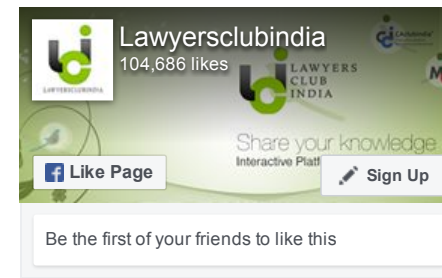 Lawyersclubindia
104,686 likes
LAWYERSCLUBINDIA
LAWYERS
CLUB
INDIA
M
Share your knowledge
Interactive Platf
Like Page
Sign Up
Be the first of your friends to like this